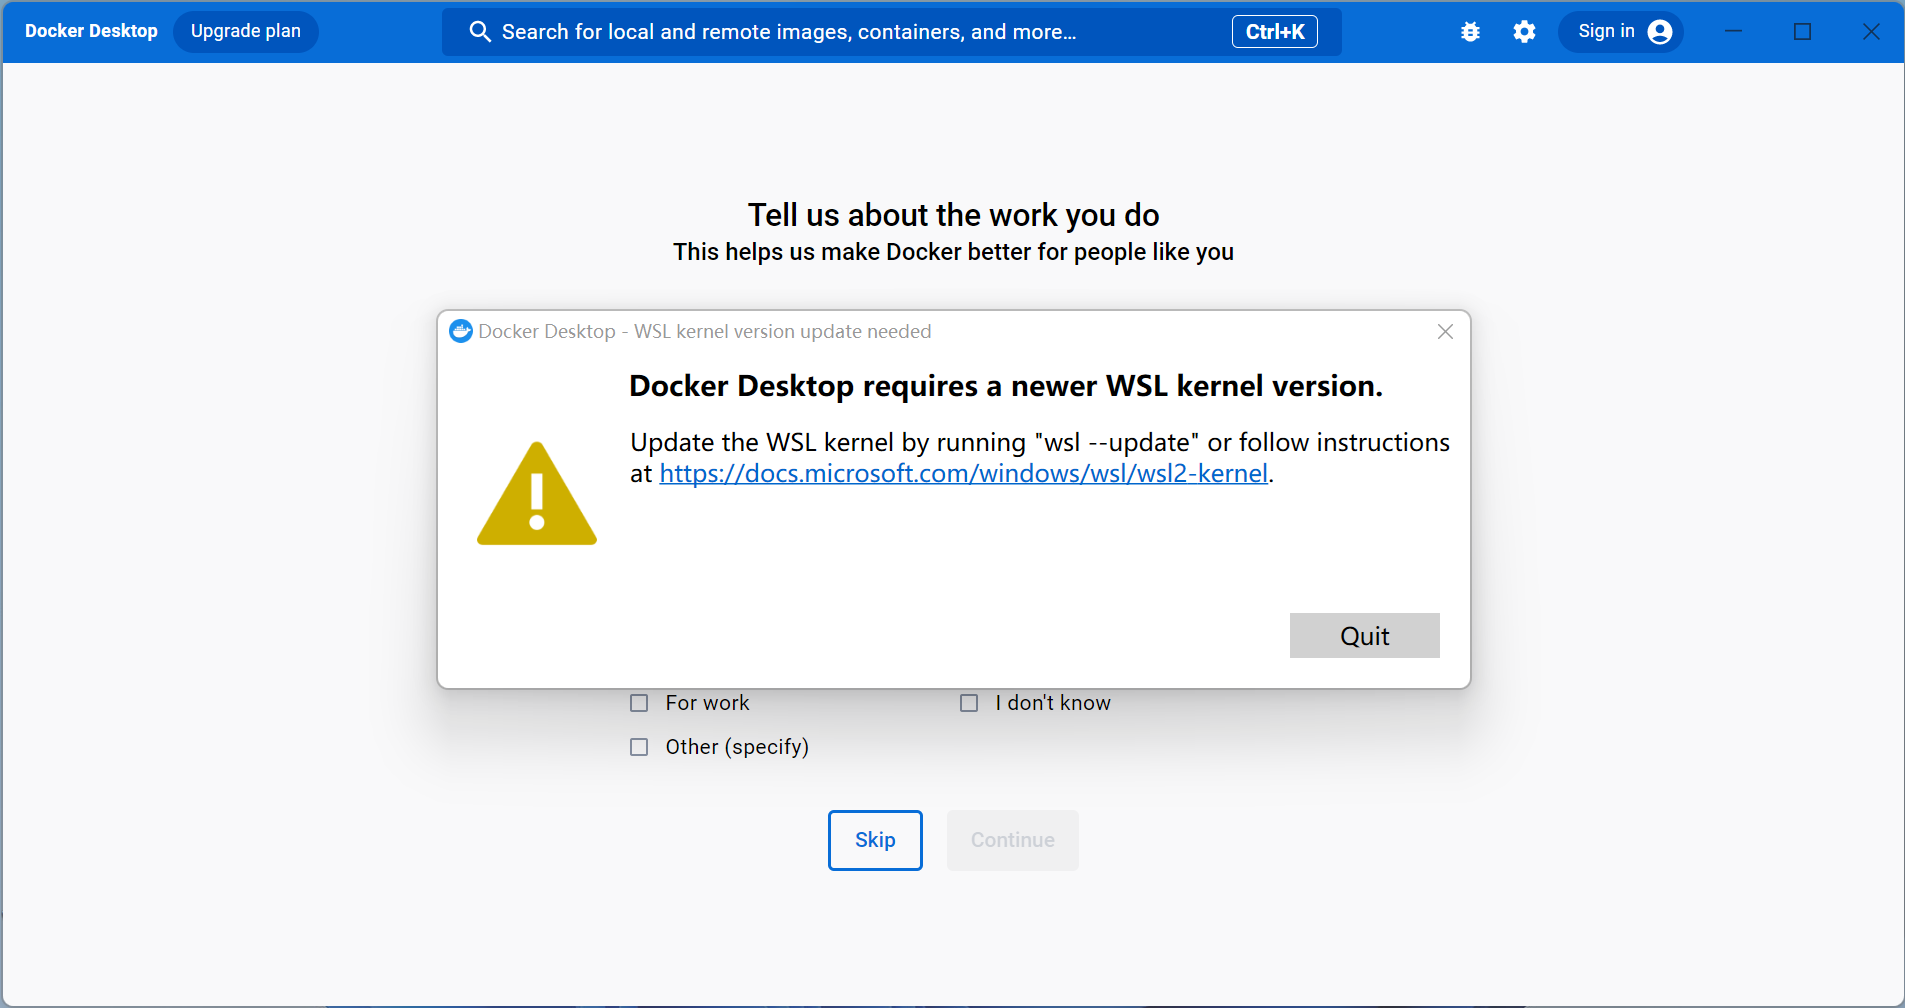 Docker Desktop
Upgrade plan
Search for local and remote images, containers, and more...
Ctrl+K
Sign in
Tell us about the work you do
This helps us make Docker better for people like you
Docker Desktop - WSL kernel version update needed
Docker Desktop requires a newer WSL kernel version.
Update the WSL kernel by running "wsl --update" or follow instructions
at https://docs.microsoft.com/windows/wsl/wsl2-kernel.
Quit
For work
I don't know
Other (specify)
Skip
Continue